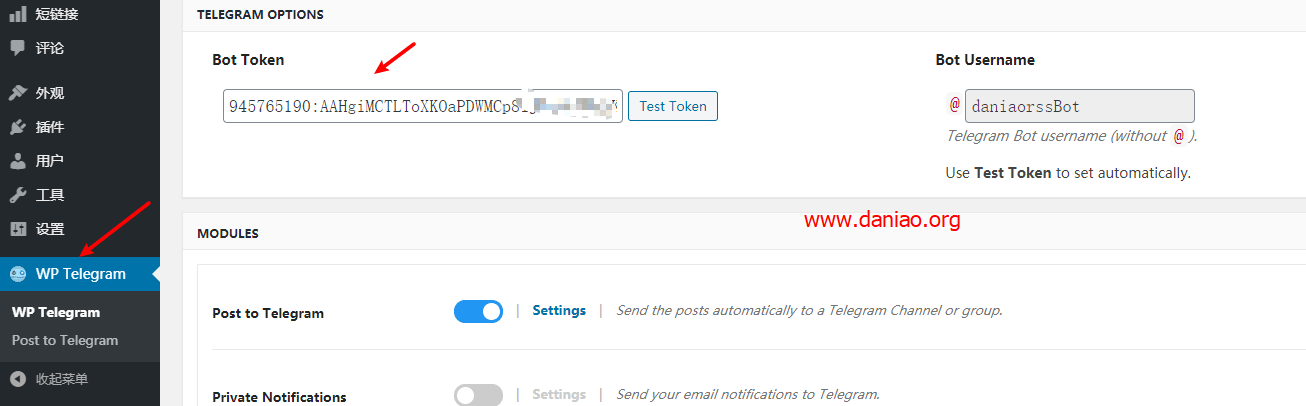 短链接
评论
外观
插件
用户
工具
设置
WP Telegram
WP Telegram
Post to Telegram
收起菜单
TELEGRAM OPTIONS
Bot Token
945765190:AAHgiMCTLToXKOaPDWMCp8
Test Token
Bot Username
@ daniaorssBot
Telegram Bot username (without @ ).
Use Test Token to set automatically.
www.daniao.org
MODULES
Post to Telegram | Settings | Send the posts automatically to a Telegram Channel or group.
Private Notifications | Settings | Send your email notifications to Telegram.